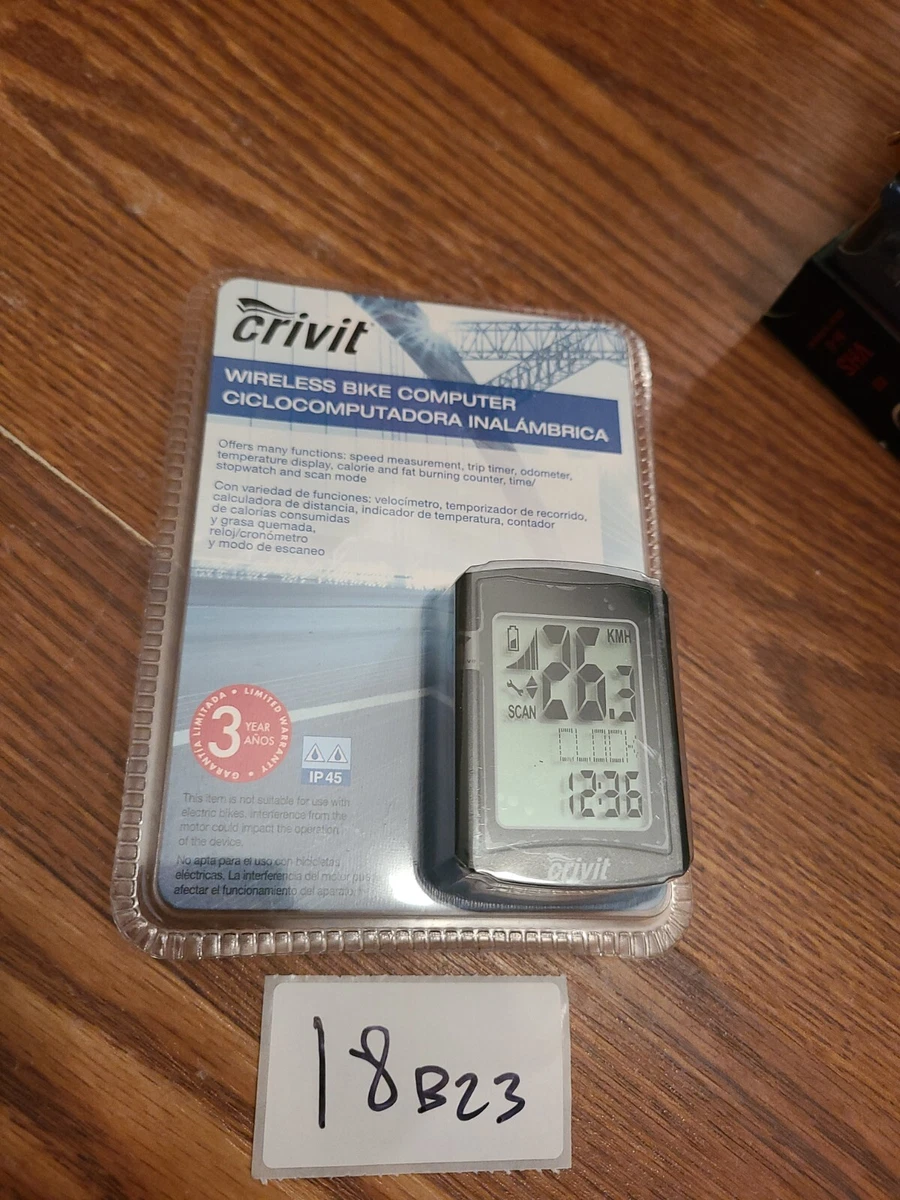 crivit
WIRELESS BIKE COMPUTER
CICLOCOMPUTADORA INALÁMBRICA
Offers many functions: speed measurement, trip timer, odometer,
temperature display, calorie and fat burning counter, time/
stopwatch and scan mode
Con variedad de funciones: velocímetro, temporizador de recorrido,
calculadora de distancia, indicador de temperatura, contador
de calorías consumidas
y grasa quemada,
reloj/cronómetro
y modo de escaneo
KMH
26.3
SCAN
CLOCK
12:36
crivit
LIMITED WARRANTY • GARANTÍA LIMITADA •
3 YEAR
AÑOS
IP 45
This item is not suitable for use with
electric bikes. Interference from the
motor could impact the operation
of the device.
No apta para el uso con bicicletas
eléctricas. La interferencia del motor
afectar el funcionamiento del
18B23